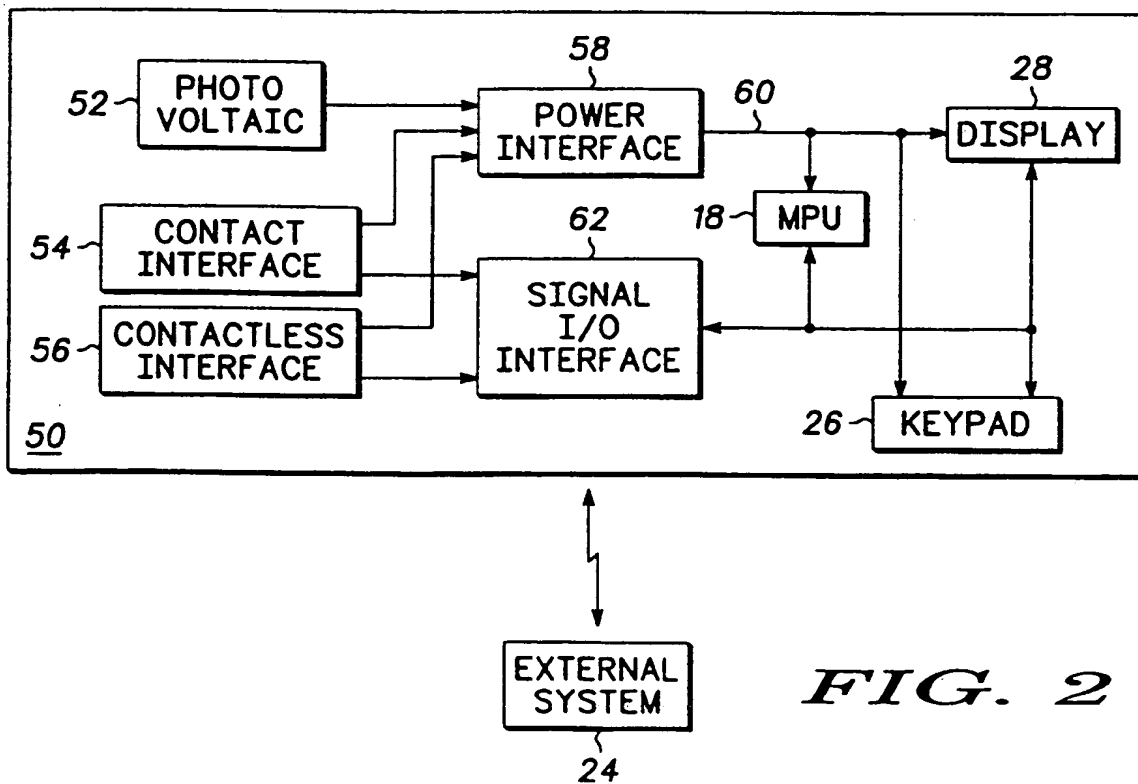 58
28
52
PHOTO
VOLTAIC
POWER
INTERFACE
60
DISPLAY
62
18
MPU
54
CONTACT
INTERFACE
SIGNAL
I/O
INTERFACE
56
CONTACTLESS
INTERFACE
26
KEYPAD
50
EXTERNAL
SYSTEM
24
FIG. 2